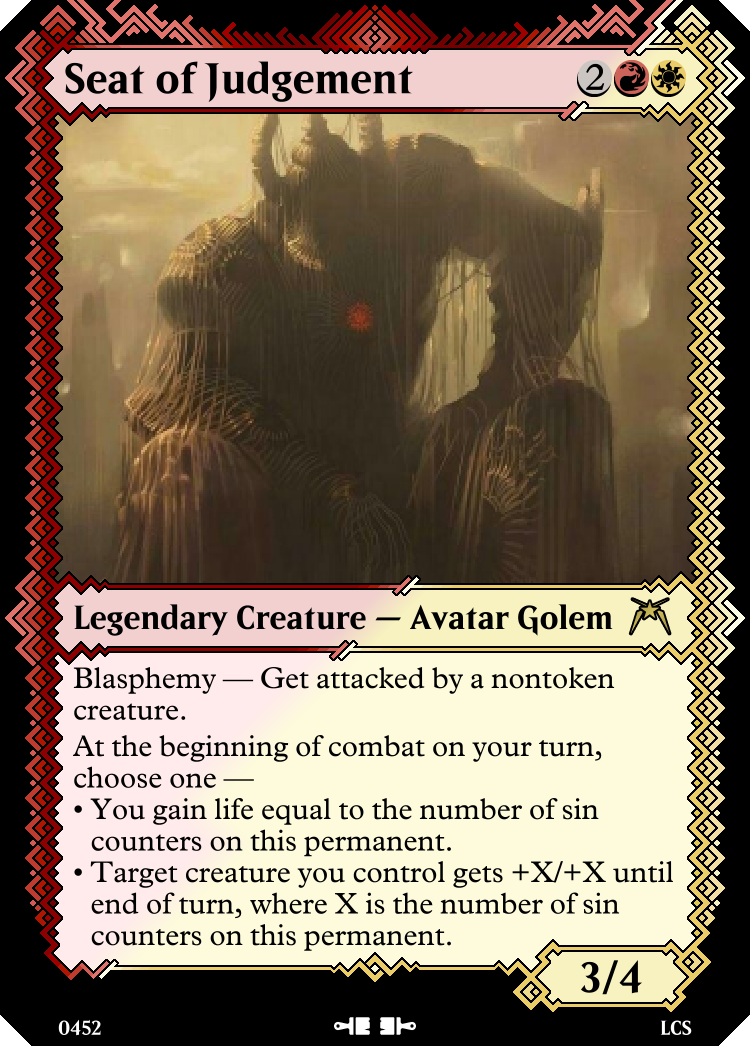 Seat of Judgement 2
Legendary Creature — Avatar Golem
Blasphemy — Get attacked by a nontoken
creature.
At the beginning of combat on your turn,
choose one —
• You gain life equal to the number of sin
counters on this permanent.
• Target creature you control gets +X/+X until
end of turn, where X is the number of sin
counters on this permanent.
3/4
0452 LCS